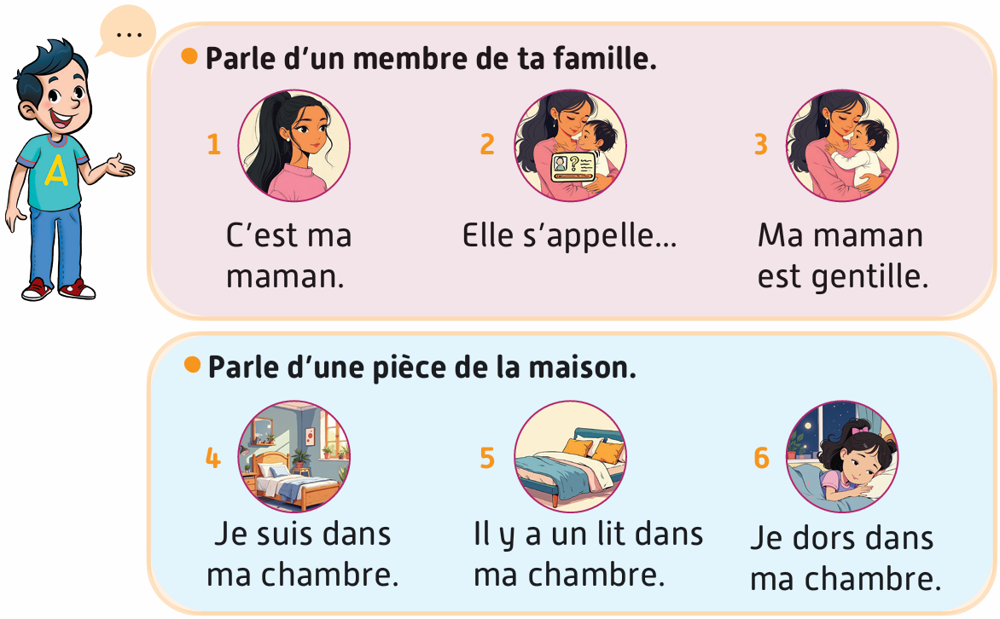 ...
A
Parle d'un membre de ta famille.
1
2
?
3
C'est ma
maman.
Elle s'appelle...
Ma maman
est gentille.
Parle d'une pièce de la maison.
4
5
6
Je suis dans
ma chambre.
Il y a un lit dans
ma chambre.
Je dors dans
ma chambre.